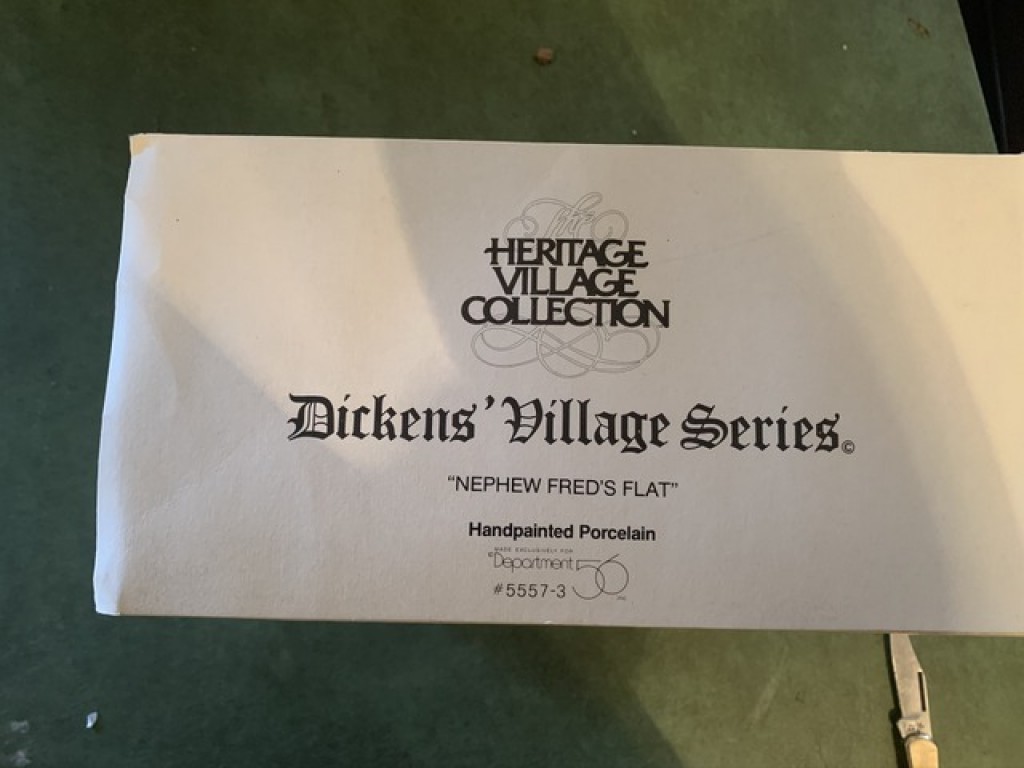 The
HERITAGE
VILLAGE
COLLECTION
Dickens' Village Series©
"NEPHEW FRED'S FLAT"
Handpainted Porcelain
MADE EXCLUSIVELY FOR
©Department 56
#5557-3